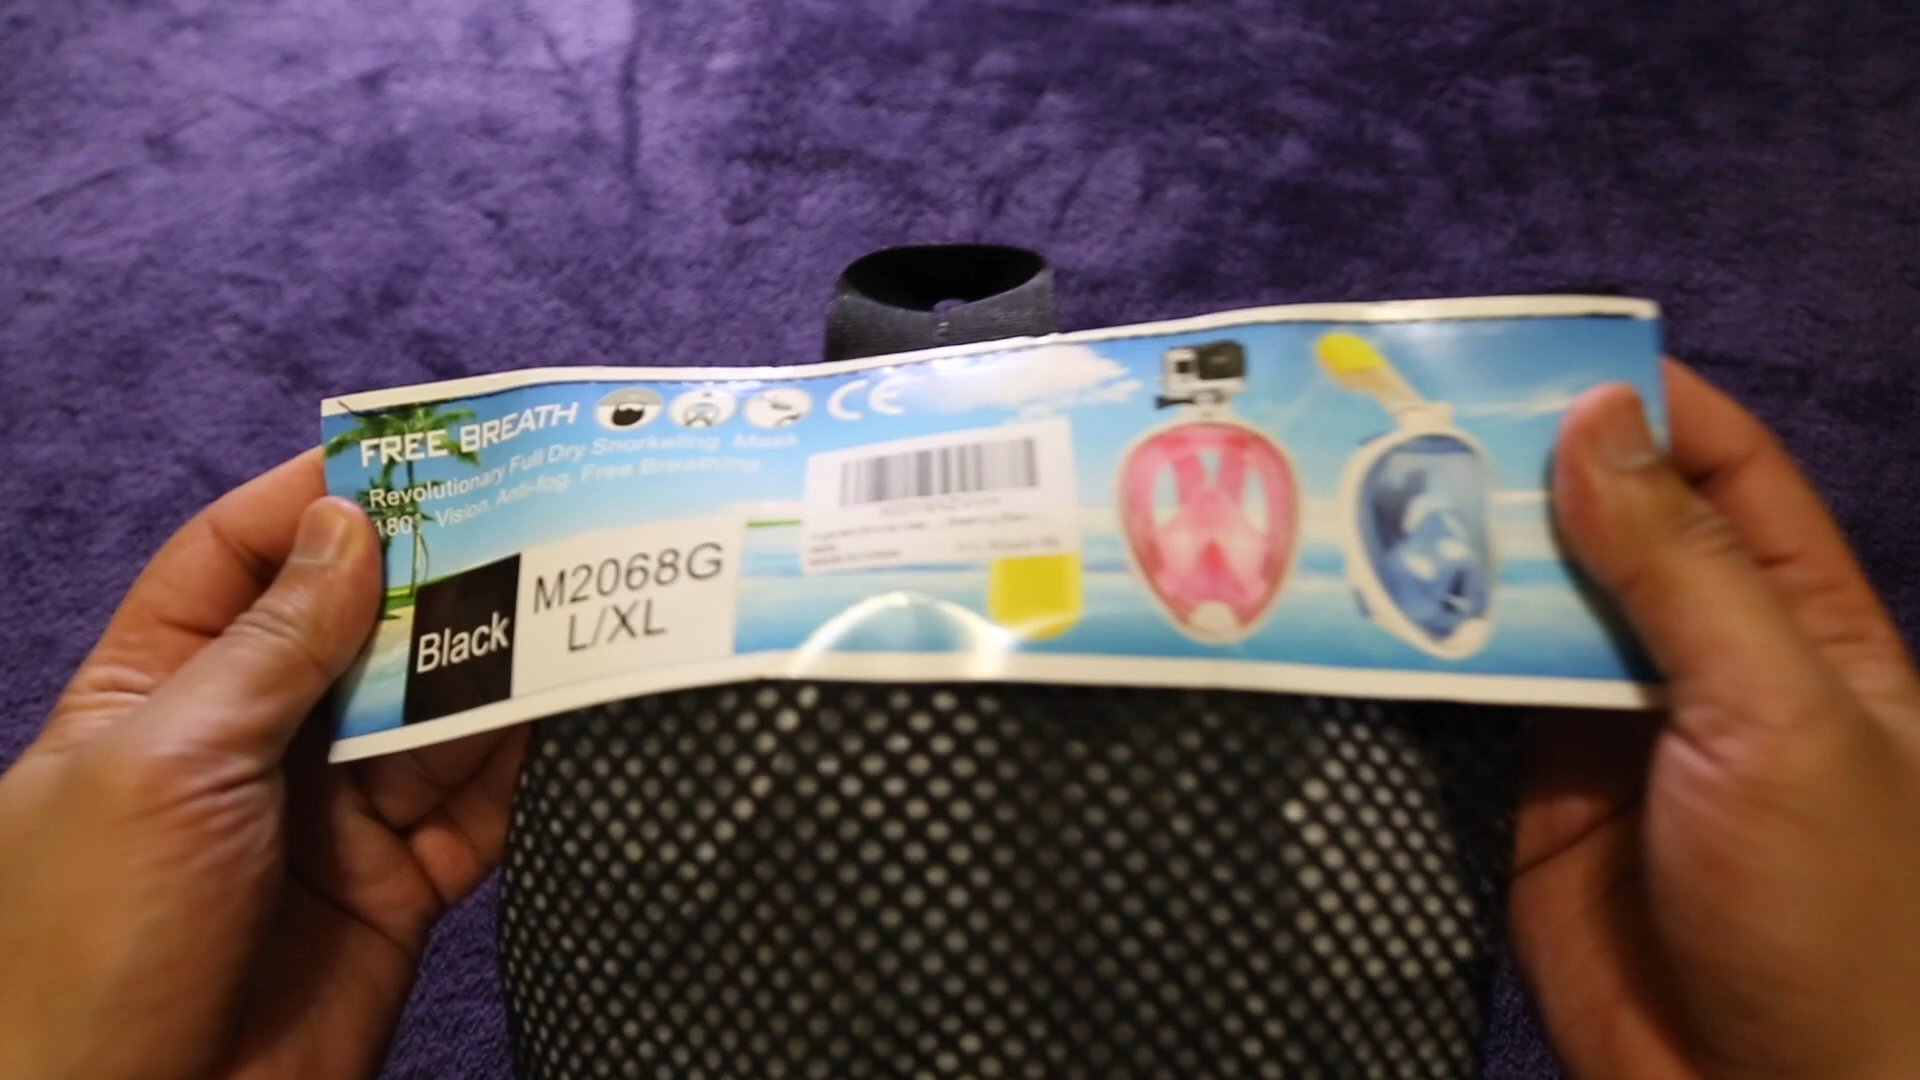 FREE BREATH
Revolutionary Full Dry Snorkeling Mask
180° Vision. Anti-fog. Free Breathing
CE
Black
M2068G
L/XL